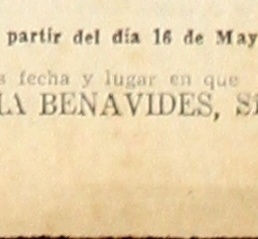 partir del día 16 de May
s fecha y lugar en que
IA BENAVIDES, S